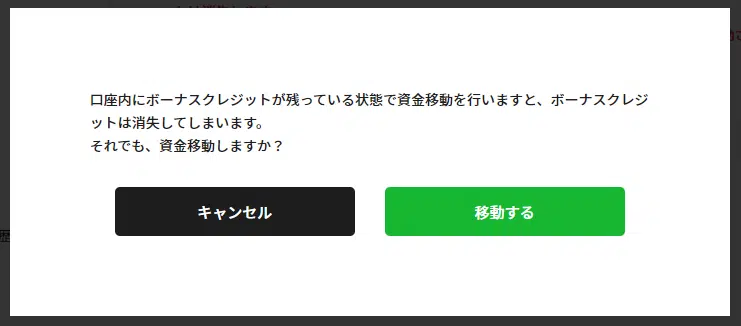 口座内にボーナスクレジットが残っている状態で資金移動を行いますと、ボーナスクレジ
ットは消失してしまいます。
それでも、資金移動しますか？
キャンセル
移動する